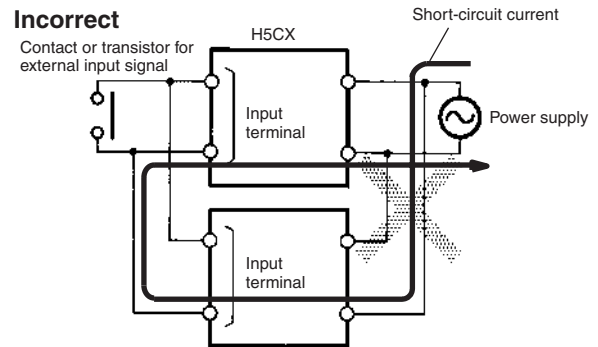 Incorrect
Contact or transistor for
external input signal
H5CX
Short-circuit current
Input
terminal
Power supply
Input
terminal